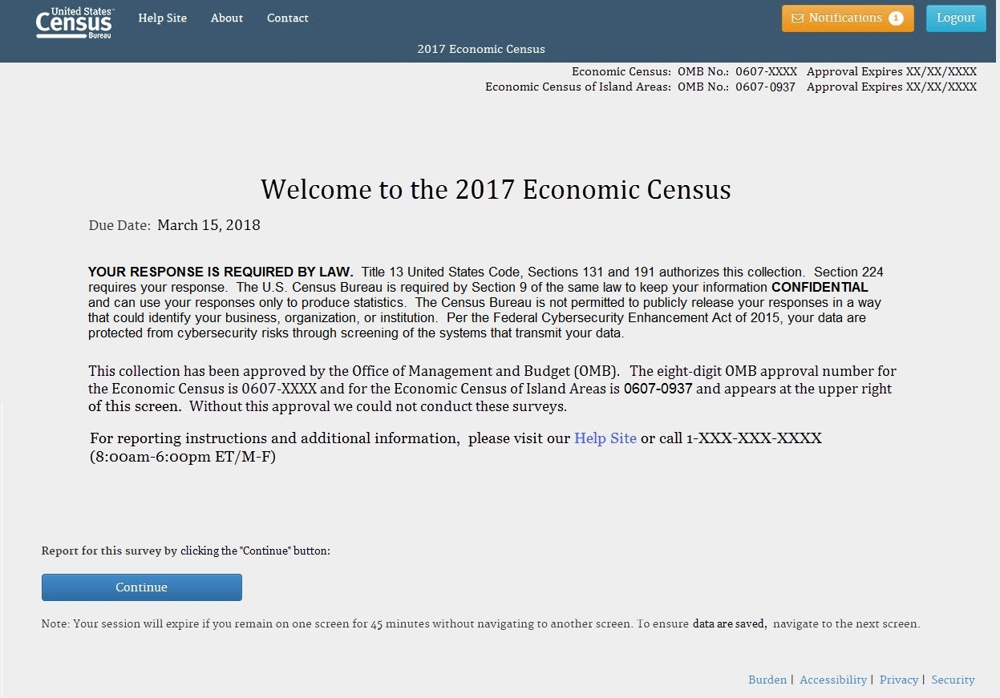 United States™
Census
Bureau
Help Site About Contact
Notifications 1 Logout
2017 Economic Census
Economic Census: OMB No.: 0607-XXXX Approval Expires XX/XX/XXXX
Economic Census of Island Areas: OMB No.: 0607-0937 Approval Expires XX/XX/XXXX
Welcome to the 2017 Economic Census
Due Date: March 15, 2018
YOUR RESPONSE IS REQUIRED BY LAW. Title 13 United States Code, Sections 131 and 191 authorizes this collection. Section 224
requires your response. The U.S. Census Bureau is required by Section 9 of the same law to keep your information CONFIDENTIAL
and can use your responses only to produce statistics. The Census Bureau is not permitted to publicly release your responses in a way
that could identify your business, organization, or institution. Per the Federal Cybersecurity Enhancement Act of 2015, your data are
protected from cybersecurity risks through screening of the systems that transmit your data.
This collection has been approved by the Office of Management and Budget (OMB). The eight-digit OMB approval number for
the Economic Census is 0607-XXXX and for the Economic Census of Island Areas is 0607-0937 and appears at the upper right
of this screen. Without this approval we could not conduct these surveys.
For reporting instructions and additional information, please visit our Help Site or call 1-XXX-XXX-XXXX
(8:00am-6:00pm ET/M-F)
Report for this survey by clicking the "Continue" button:
Continue
Note: Your session will expire if you remain on one screen for 45 minutes without navigating to another screen. To ensure data are saved, navigate to the next screen.
Burden | Accessibility | Privacy | Security